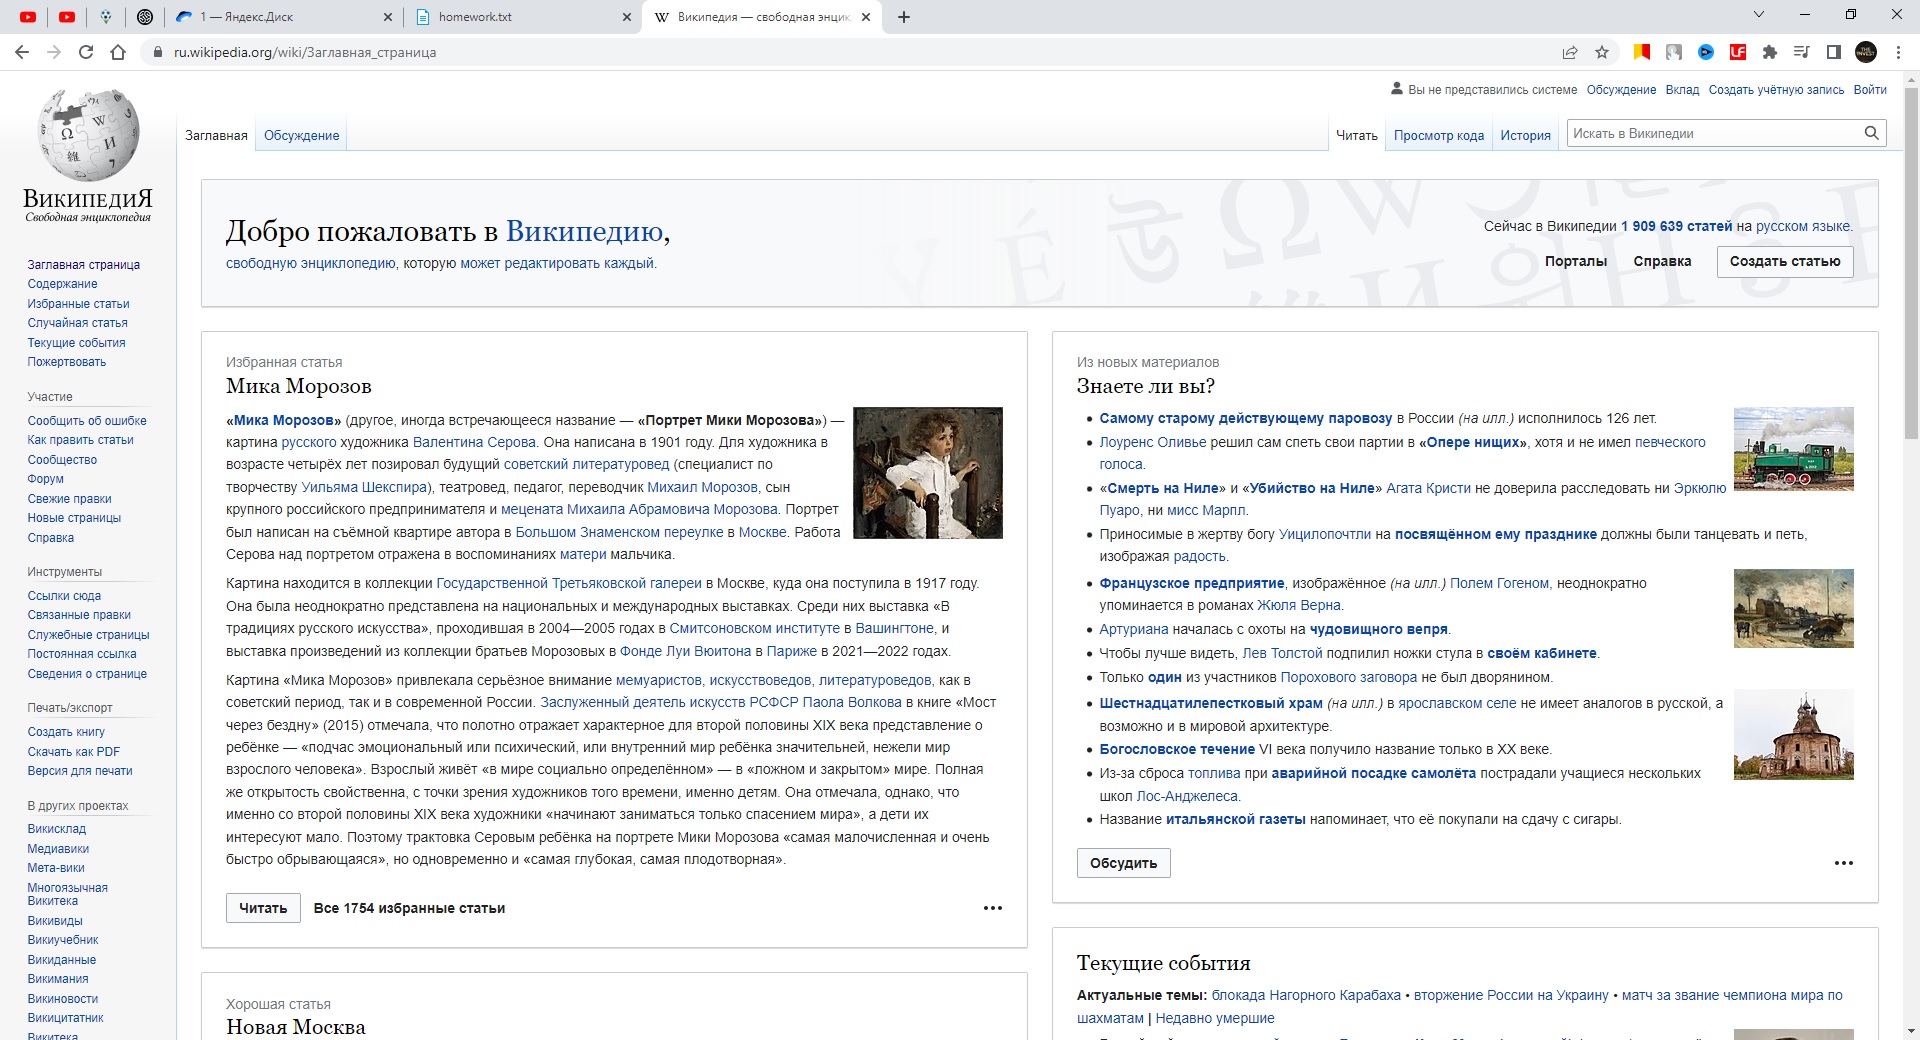 1 — Яндекс.Диск
homework.txt
Википедия — свободная энцик
ru.wikipedia.org/wiki/Заглавная_страница
Вы не представились системе Обсуждение Вклад Создать учётную запись Войти
Заглавная Обсуждение Читать Просмотр кода История Искать в Википедии
ВикипедиЯ
Свободная энциклопедия
Заглавная страница
Содержание
Избранные статьи
Случайная статья
Текущие события
Пожертвовать
Участие
Сообщить об ошибке
Как править статьи
Сообщество
Форум
Свежие правки
Новые страницы
Справка
Инструменты
Ссылки сюда
Связанные правки
Служебные страницы
Постоянная ссылка
Сведения о странице
Печать/экспорт
Создать книгу
Скачать как PDF
Версия для печати
В других проектах
Викисклад
Медиавики
Мета-вики
Многоязычная
Викитека
Викивиды
Викиучебник
Викиданные
Викимания
Викиновости
Викицитатник
Викитека
Добро пожаловать в Википедию,
свободную энциклопедию, которую может редактировать каждый.
Сейчас в Википедии 1 909 639 статей на русском языке.
Порталы Справка Создать статью
Избранная статья
Мика Морозов
«Мика Морозов» (другое, иногда встречающееся название — «Портрет Мики Морозова») —
картина русского художника Валентина Серова. Она написана в 1901 году. Для художника в
возрасте четырёх лет позировал будущий советский литературовед (специалист по
творчеству Уильяма Шекспира), театровед, педагог, переводчик Михаил Морозов, сын
крупного российского предпринимателя и мецената Михаила Абрамовича Морозова. Портрет
был написан на съёмной квартире автора в Большом Знаменском переулке в Москве. Работа
Серова над портретом отражена в воспоминаниях матери мальчика.
Картина находится в коллекции Государственной Третьяковской галереи в Москве, куда она поступила в 1917 году.
Она была неоднократно представлена на национальных и международных выставках. Среди них выставка «В
традициях русского искусства», проходившая в 2004—2005 годах в Смитсоновском институте в Вашингтоне, и
выставка произведений из коллекции братьев Морозовых в Фонде Луи Вюитона в Париже в 2021—2022 годах.
Картина «Мика Морозов» привлекала серьёзное внимание мемуаристов, искусствоведов, литературоведов, как в
советский период, так и в современной России. Заслуженный деятель искусств РСФСР Паола Волкова в книге «Мост
через бездну» (2015) отмечала, что полотно отражает характерное для второй половины XIX века представление о
ребёнке — «подчас эмоциональный или психический, или внутренний мир ребёнка значительней, нежели мир
взрослого человека». Взрослый живёт «в мире социально определённом» — в «ложном и закрытом» мире. Полная
же открытость свойственна, с точки зрения художников того времени, именно детям. Она отмечала, однако, что
именно со второй половины XIX века художники «начинают заниматься только спасением мира», а дети их
интересуют мало. Поэтому трактовка Серовым ребёнка на портрете Мики Морозова «самая малочисленная и очень
быстро обрывающаяся», но одновременно и «самая глубокая, самая плодотворная».
Читать Все 1754 избранные статьи
Хорошая статья
Новая Москва
Из новых материалов
Знаете ли вы?
Самому старому действующему паровозу в России (на илл.) исполнилось 126 лет.
Лоуренс Оливье решил сам спеть свои партии в «Опере нищих», хотя и не имел певческого
голоса.
«Смерть на Ниле» и «Убийство на Ниле» Агата Кристи не доверила расследовать ни Эркюлю
Пуаро, ни мисс Марпл.
Приносимые в жертву богу Уицилопочтли на посвящённом ему празднике должны были танцевать и петь,
изображая радость.
Французское предприятие, изображённое (на илл.) Полем Гогеном, неоднократно
упоминается в романах Жюля Верна.
Артуриана началась с охоты на чудовищного вепря.
Чтобы лучше видеть, Лев Толстой подпилил ножки стула в своём кабинете.
Только один из участников Порохового заговора не был дворянином.
Шестнадцатилепестковый храм (на илл.) в ярославском селе не имеет аналогов в русской, а
возможно и в мировой архитектуре.
Богословское течение VI века получило название только в XX веке.
Из-за сброса топлива при аварийной посадке самолёта пострадали учащиеся нескольких
школ Лос-Анджелеса.
Название итальянской газеты напоминает, что её покупали на сдачу с сигары.
Обсудить
Текущие события
Актуальные темы: блокада Нагорного Карабаха • вторжение России на Украину • матч за звание чемпиона мира по
шахматам | Недавно умершие